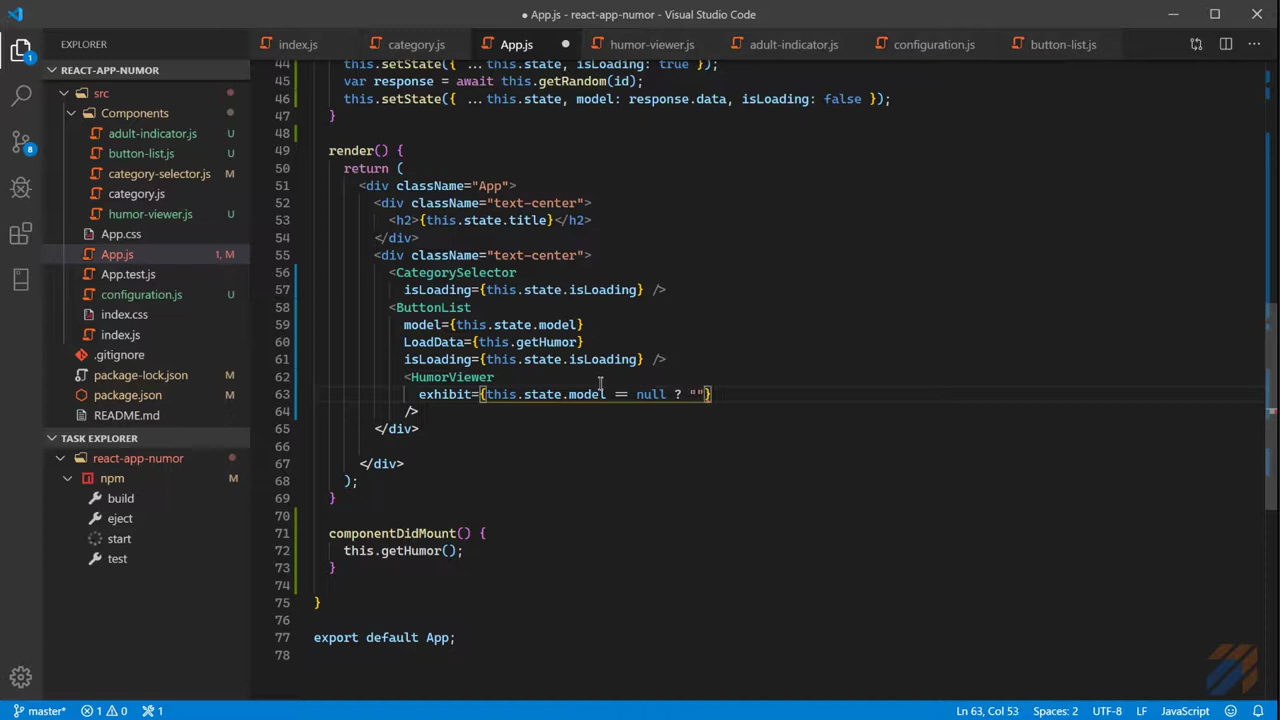 ● App.js - react-app-numor - Visual Studio Code
EXPLORER
index.js
category.js
App.js ●
humor-viewer.js
adult-indicator.js
configuration.js
button-list.js
1
REACT-APP-NUMOR
src
Components
adult-indicator.js U
button-list.js U
category-selector.js M
category.js
humor-viewer.js U
App.css
App.js 1, M
App.test.js
configuration.js U
index.css
index.js
.gitignore
package-lock.json M
package.json M
README.md
8
TASK EXPLORER
react-app-numor
npm M
build
eject
start
test
44 this.setState({ ...this.state, isLoading: true });
45 var response = await this.getRandom(id);
46 this.setState({ ...this.state, model: response.data, isLoading: false });
47 }
48
49 render() {
50 return (
51 <div className="App">
52 <div className="text-center">
53 <h2>{this.state.title}</h2>
54 </div>
55 <div className="text-center">
56 <CategorySelector
57 isLoading={this.state.isLoading} />
58 <ButtonList
59 model={this.state.model}
60 LoadData={this.getHumor}
61 isLoading={this.state.isLoading} />
62 <HumorViewer
63 exhibit={this.state.model == null ? ""}
64 />
65 </div>
66
67 </div>
68 );
69 }
70
71 componentDidMount() {
72 this.getHumor();
73 }
74
75 }
76
77 export default App;
78
master* 1 0 1
Ln 63, Col 53
Spaces: 2
UTF-8
LF
JavaScript